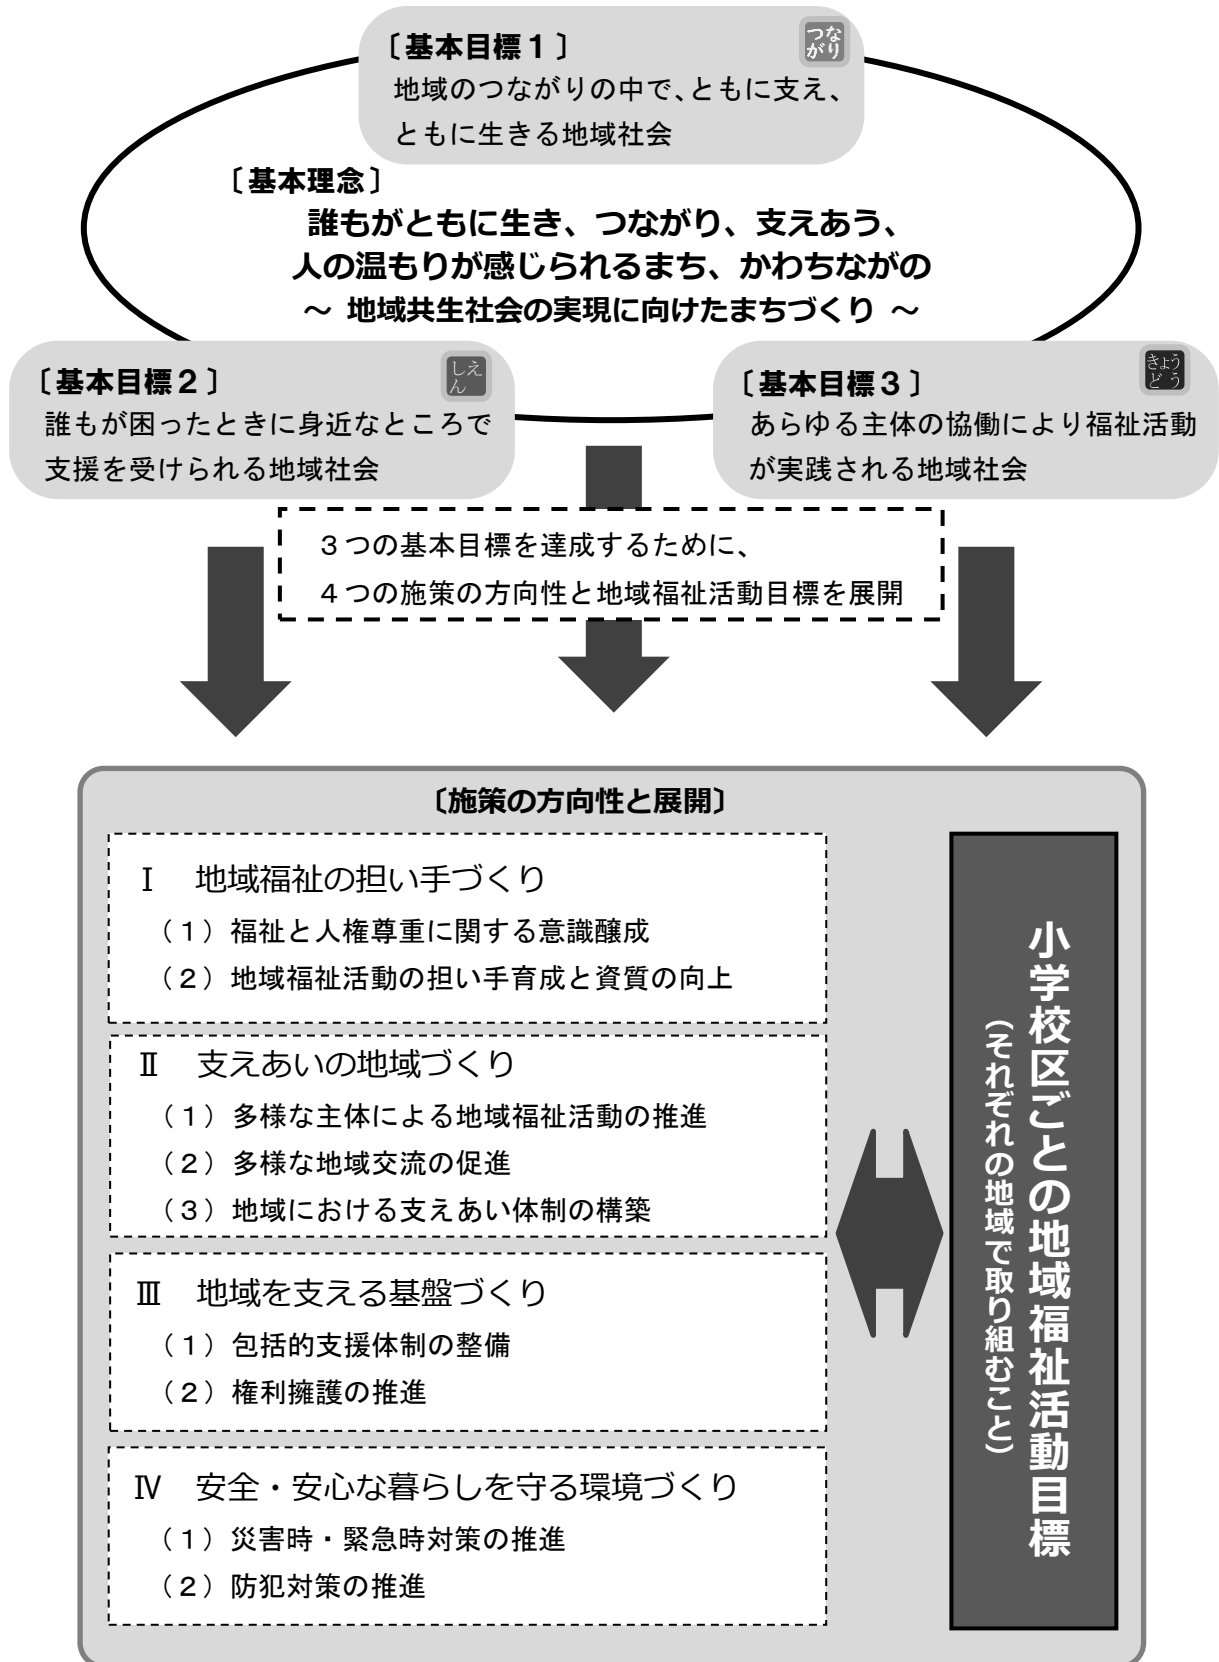 〔基本目標１〕
つな
がり
地域のつながりの中で、ともに支え、
ともに生きる地域社会
〔基本理念〕
誰もがともに生き、つながり、支えあう、
人の温もりが感じられるまち、かわちながの
～ 地域共生社会の実現に向けたまちづくり ～
〔基本目標２〕
しえ
ん
誰もが困ったときに身近なところで
支援を受けられる地域社会
〔基本目標３〕
きょう
どう
あらゆる主体の協働により福祉活動
が実践される地域社会
３つの基本目標を達成するために、
４つの施策の方向性と地域福祉活動目標を展開
〔施策の方向性と展開〕
Ⅰ　地域福祉の担い手づくり
（１）福祉と人権尊重に関する意識醸成
（２）地域福祉活動の担い手育成と資質の向上
Ⅱ　支えあいの地域づくり
（１）多様な主体による地域福祉活動の推進
（２）多様な地域交流の促進
（３）地域における支えあい体制の構築
Ⅲ　地域を支える基盤づくり
（１）包括的支援体制の整備
（２）権利擁護の推進
Ⅳ　安全・安心な暮らしを守る環境づくり
（１）災害時・緊急時対策の推進
（２）防犯対策の推進
小学校区ごとの地域福祉活動目標
（それぞれの地域で取り組むこと）